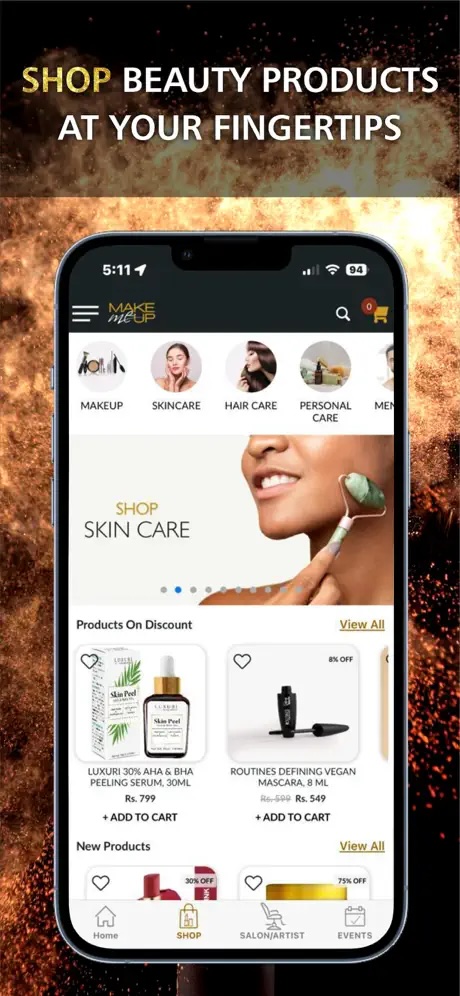 SHOP BEAUTY PRODUCTS
AT YOUR FINGERTIPS
5:11
94
MAKE
me UP
0
MAKEUP
SKINCARE
HAIR CARE
PERSONAL
CARE
MEN
SHOP
SKIN CARE
Products On Discount
View All
LUXURI
Skin Peel
LUXURI
Skin Peel
8% OFF
LUXURI 30% AHA & BHA
PEELING SERUM, 30ML
Rs. 799
+ ADD TO CART
ROUTINES DEFINING VEGAN
MASCARA, 8 ML
Rs. 599 Rs. 549
+ ADD TO CART
New Products
View All
30% OFF
75% OFF
Home
SHOP
SALON/ARTIST
EVENTS